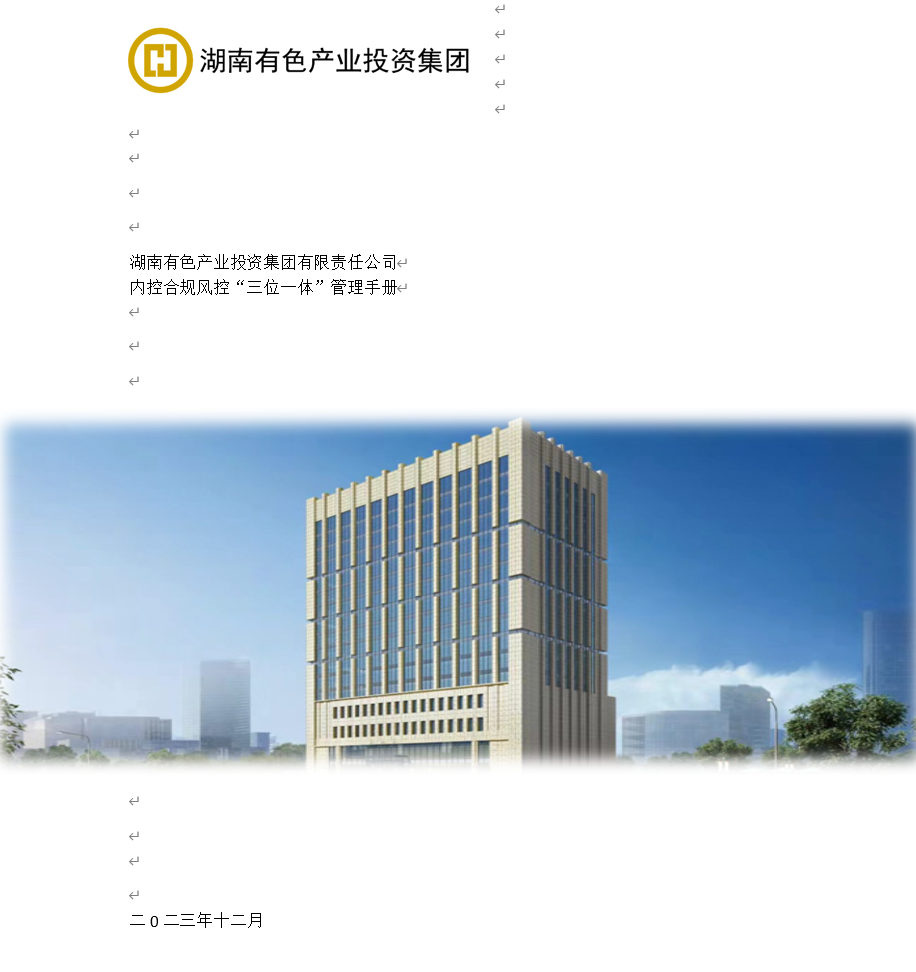 湖南有色产业投资集团
湖南有色产业投资集团有限责任公司
内控合规风控“三位一体”管理手册
二0二三年十二月